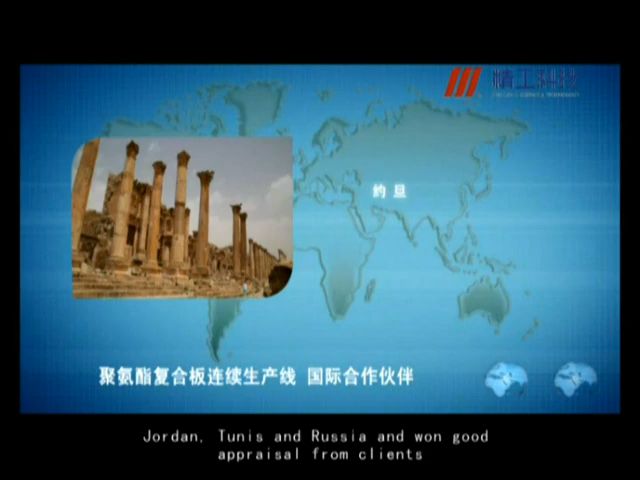 精工科技
约旦
聚氨酯复合板连续生产线 国际合作伙伴
Jordan, Tunis and Russia and won good
appraisal from clients